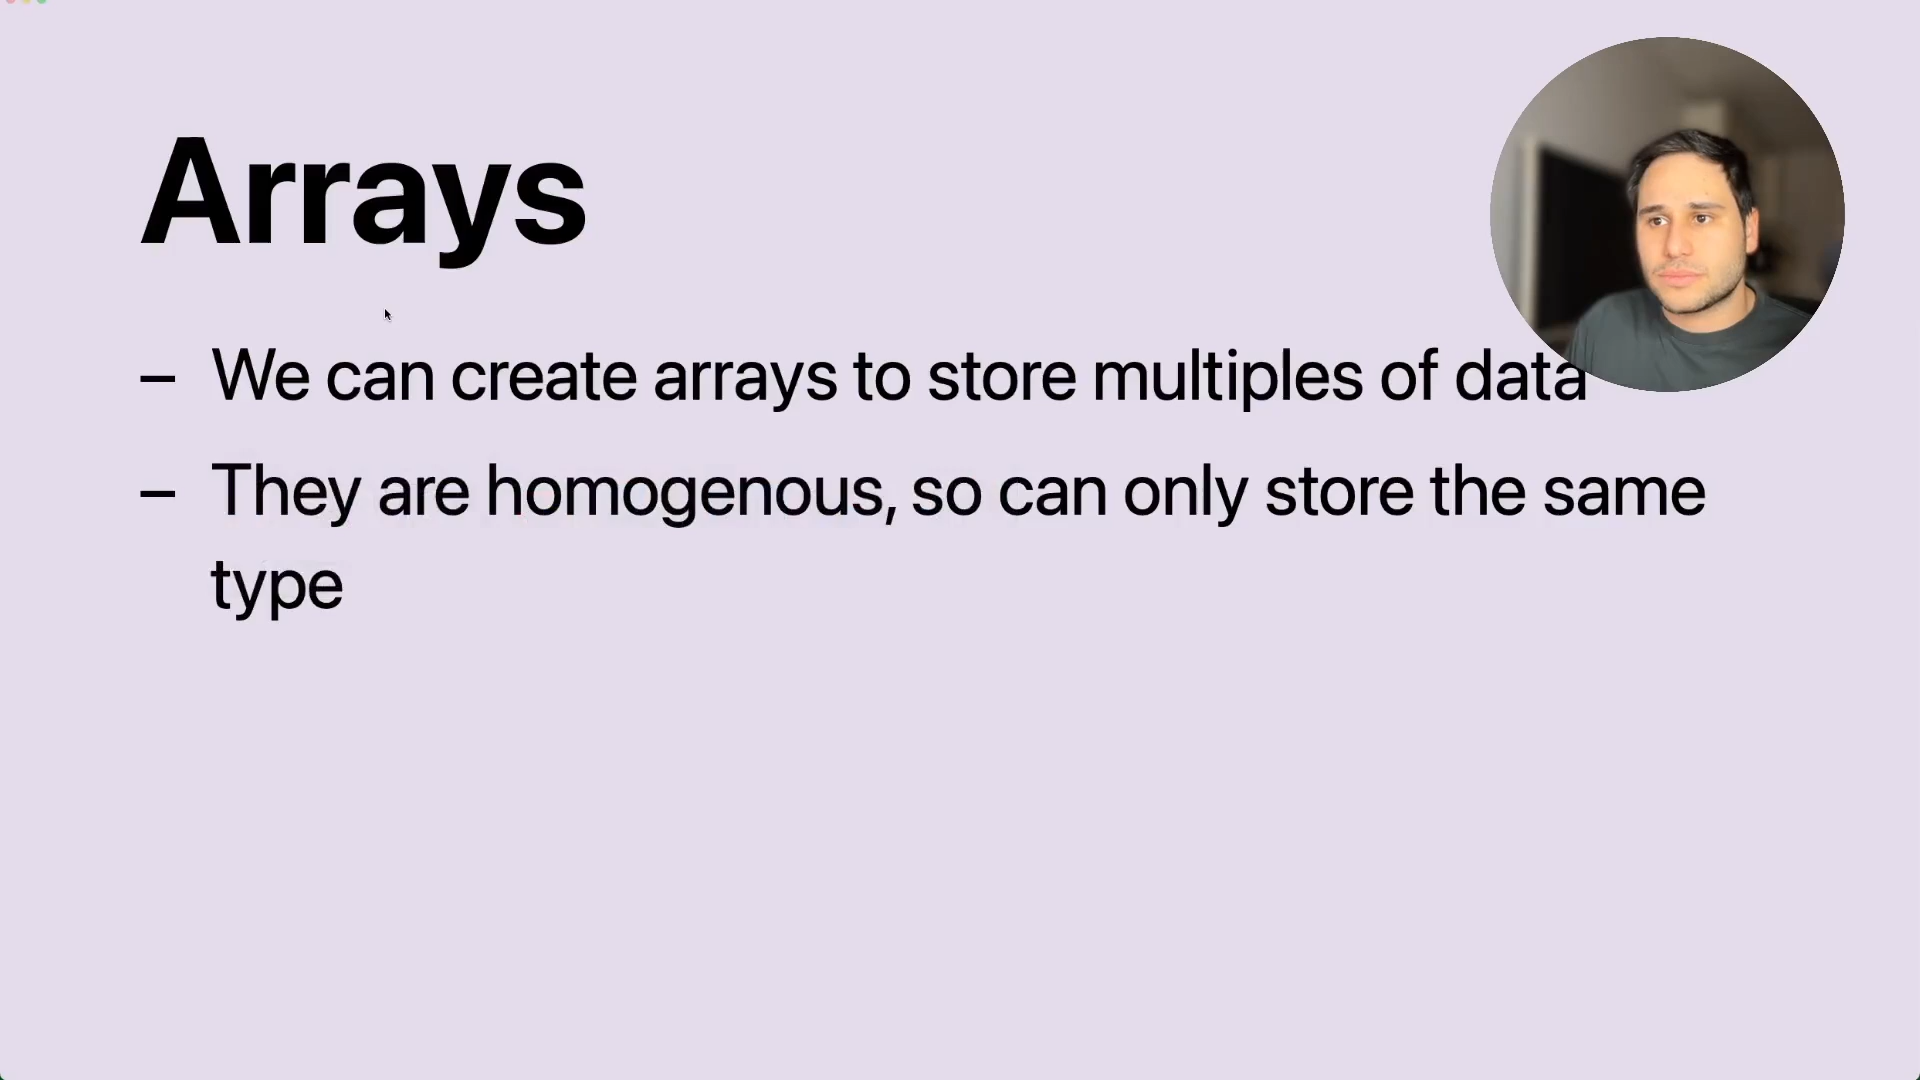 Arrays
– We can create arrays to store multiples of data
– They are homogenous, so can only store the same
type